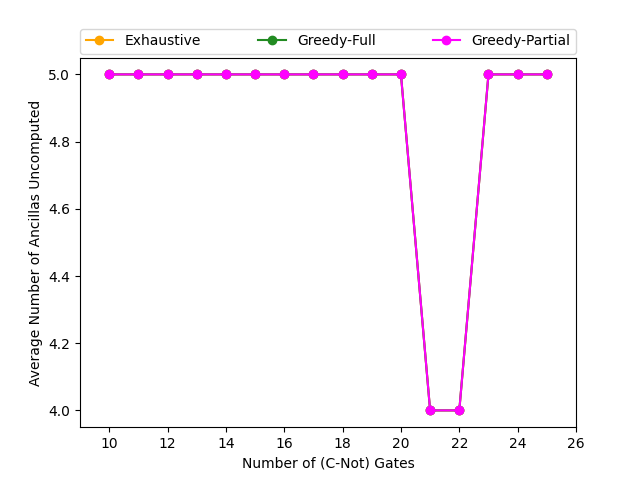 Exhaustive Greedy-Full Greedy-Partial
5.0
4.8
4.6
4.4
4.2
4.0
Average Number of Ancillas Uncomputed
10 12 14 16 18 20 22 24 26
Number of (C-Not) Gates